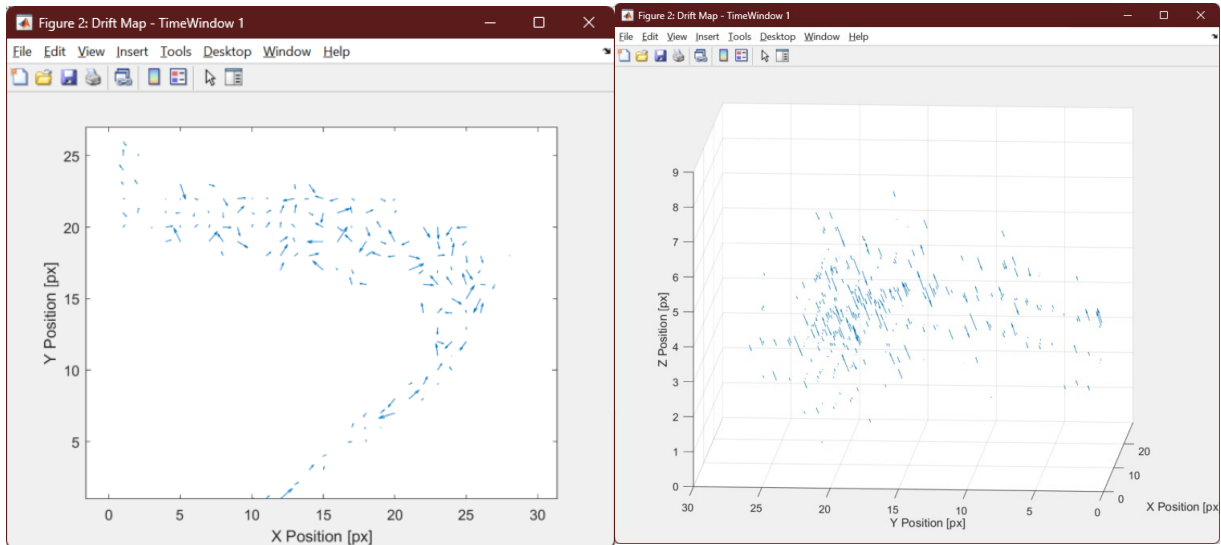 Figure 2: Drift Map - TimeWindow 1
File Edit View Insert Tools Desktop Window Help
25
20
15
10
5
Y Position [px]
0 5 10 15 20 25 30
X Position [px]
Figure 2: Drift Map - TimeWindow 1
File Edit View Insert Tools Desktop Window Help
9
8
7
6
5
4
3
2
1
0
Z Position [px]
30 25 20 15 10 5 0
Y Position [px]
20
10
0
X Position [px